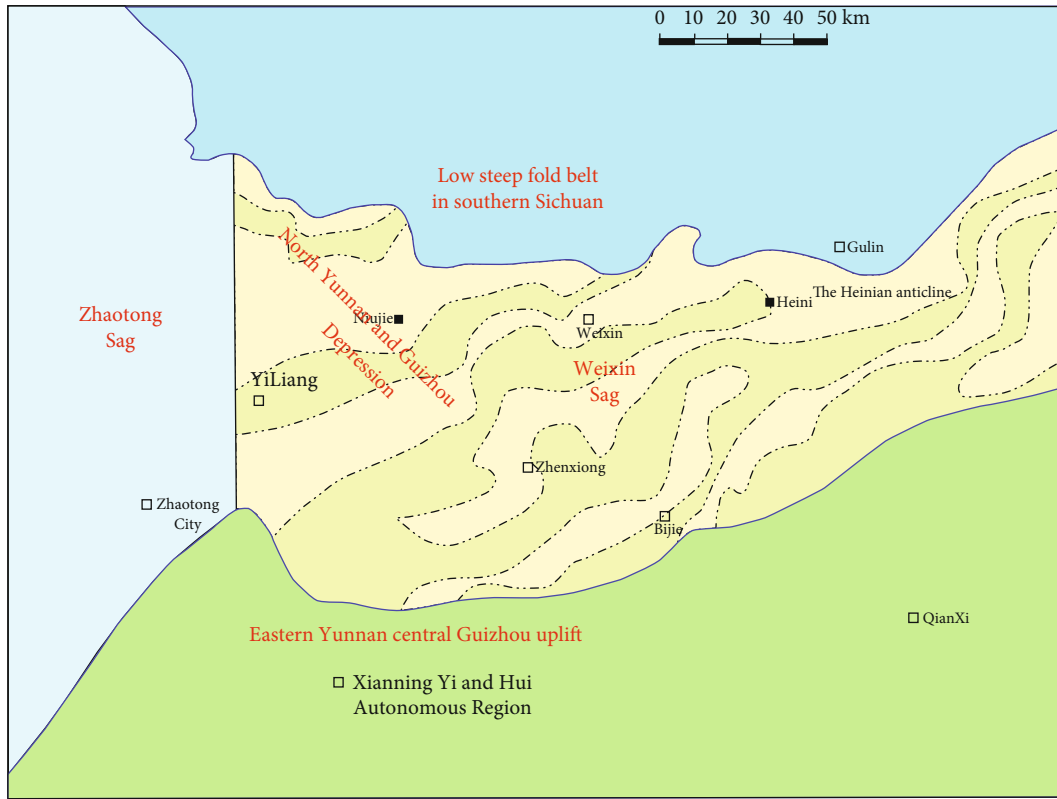 0 10 20 30 40 50 km
Low steep fold belt
in southern Sichuan
Gulin
North Yunnan and Guizhou
Depression
The Heinian anticline
Heini
Zhaotong
Sag
Niujie
Weixin
Weixin
Sag
YiLiang
Zhenxiong
Zhaotong
City
Bijie
QianXi
Eastern Yunnan central Guizhou uplift
Xianning Yi and Hui
Autonomous Region